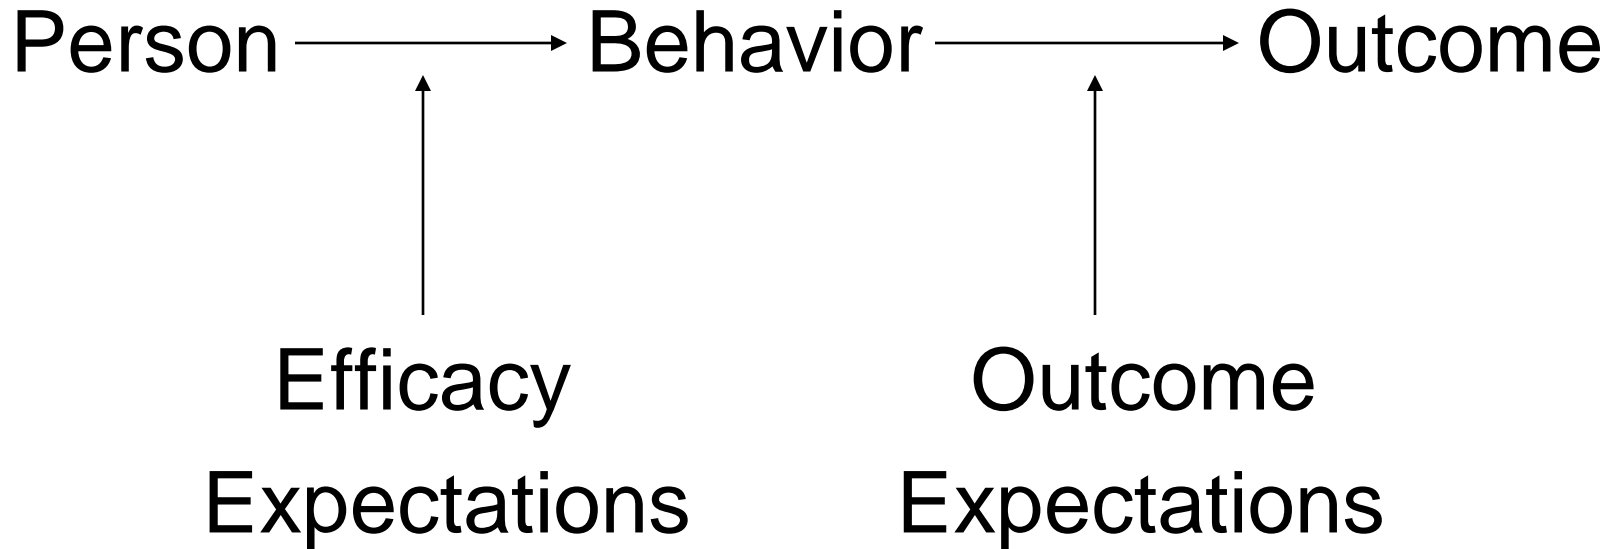 Person Behavior Outcome
Efficacy Outcome
Expectations Expectations